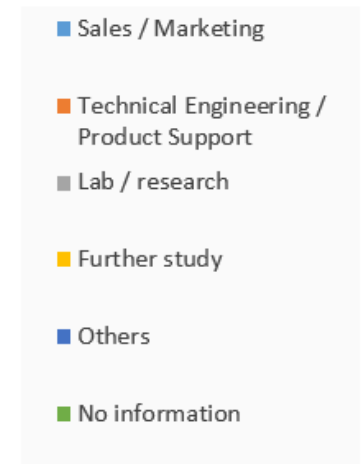 Sales / Marketing
Technical Engineering /
Product Support
Lab / research
Further study
Others
No information